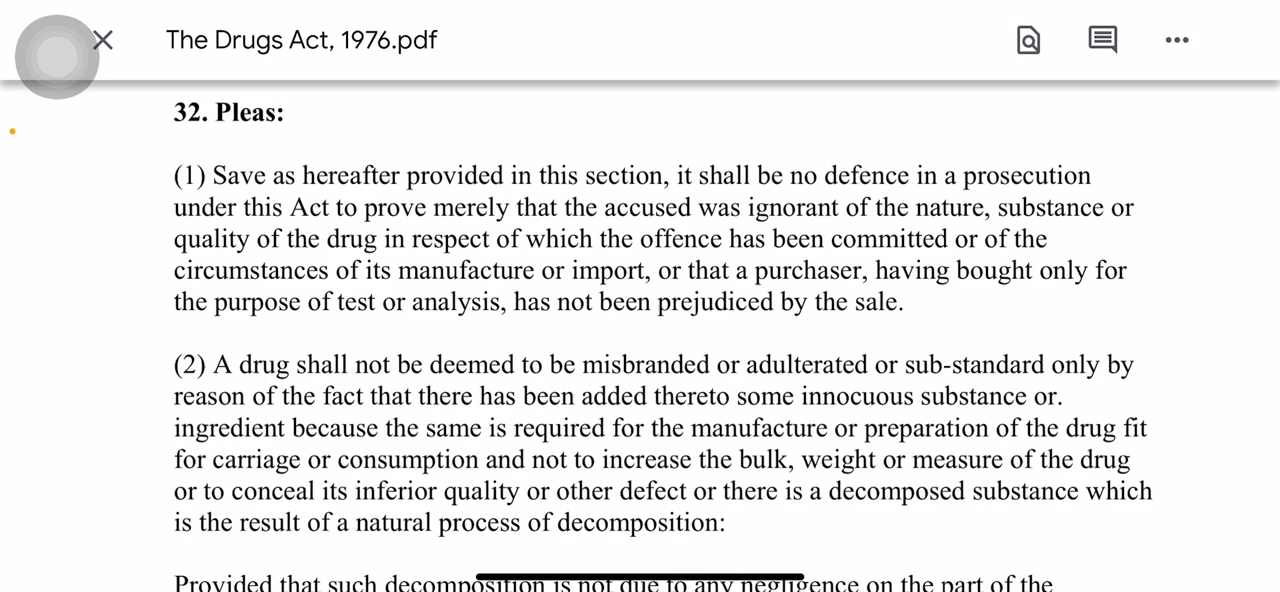 The Drugs Act, 1976.pdf
32. Pleas:
(1) Save as hereafter provided in this section, it shall be no defence in a prosecution
under this Act to prove merely that the accused was ignorant of the nature, substance or
quality of the drug in respect of which the offence has been committed or of the
circumstances of its manufacture or import, or that a purchaser, having bought only for
the purpose of test or analysis, has not been prejudiced by the sale.
(2) A drug shall not be deemed to be misbranded or adulterated or sub-standard only by
reason of the fact that there has been added thereto some innocuous substance or.
ingredient because the same is required for the manufacture or preparation of the drug fit
for carriage or consumption and not to increase the bulk, weight or measure of the drug
or to conceal its inferior quality or other defect or there is a decomposed substance which
is the result of a natural process of decomposition:
Provided that such decomposition is not due to any negligence on the part of the